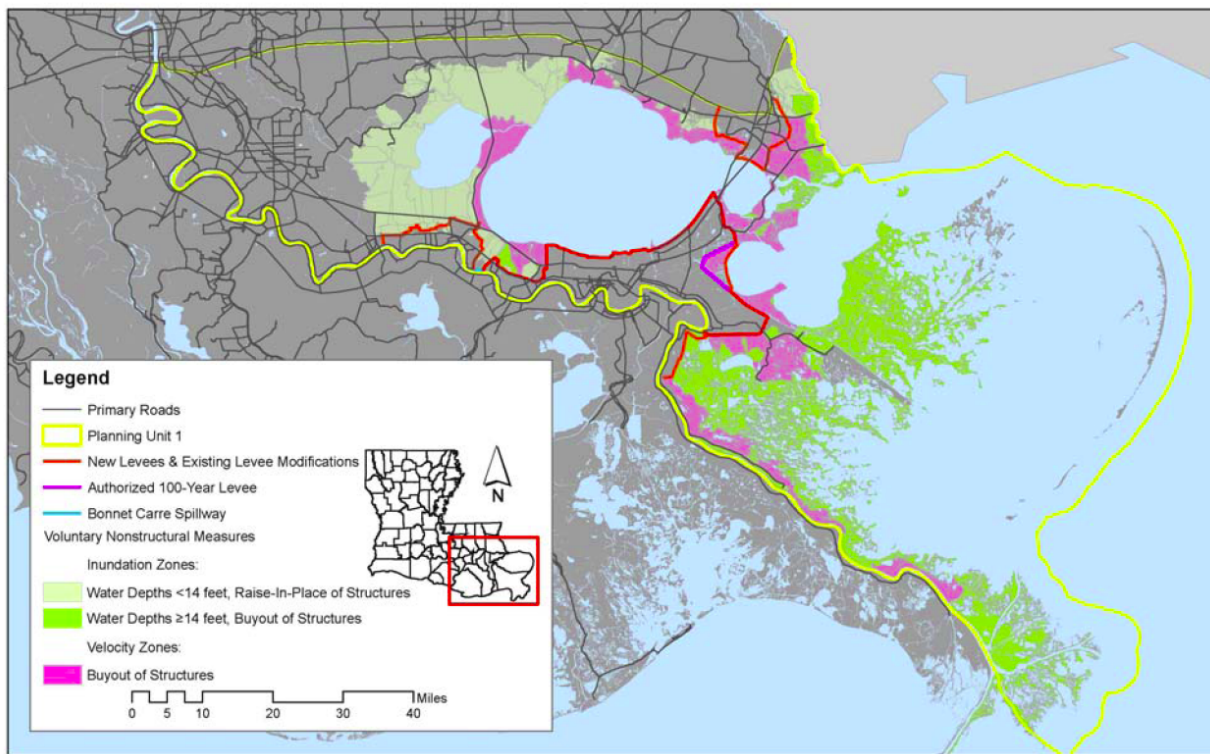 Legend
Primary Roads
Planning Unit 1
New Levees & Existing Levee Modifications
Authorized 100-Year Levee
Bonnet Carre Spillway
Voluntary Nonstructural Measures
Inundation Zones:
Water Depths <14 feet, Raise-In-Place of Structures
Water Depths ≥14 feet, Buyout of Structures
Velocity Zones:
Buyout of Structures
N
Miles
0 5 10 20 30 40